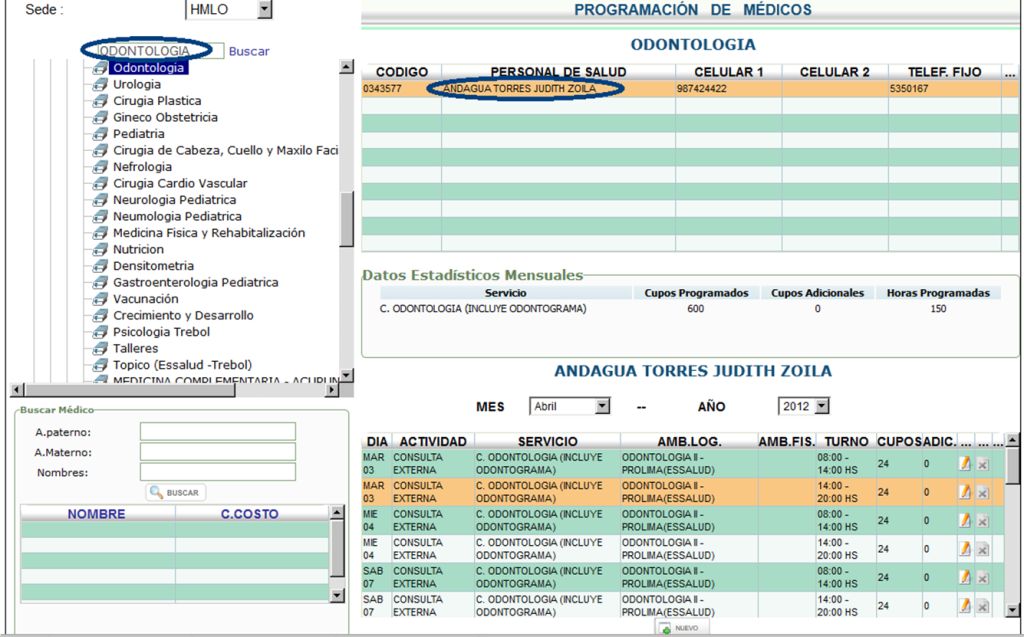 Sede :
HMLO
ODONTOLOGIA
Buscar
Odontologia
Urologia
Cirugia Plastica
Gineco Obstetricia
Pediatria
Cirugia de Cabeza, Cuello y Maxilo Faci
Nefrologia
Cirugia Cardio Vascular
Neurologia Pediatrica
Neumologia Pediatrica
Medicina Fisica y Rehabilitación
Nutricion
Densitometria
Gastroenterologia Pediatrica
Vacunación
Crecimiento y Desarrollo
Psicologia Trebol
Talleres
Topico (Essalud -Trebol)
MEDICINA COMPLEMENTARIA - ACUPUN
Buscar Médico
A.paterno:
A.Materno:
Nombres:
BUSCAR
NOMBRE C.COSTO
PROGRAMACIÓN DE MÉDICOS
ODONTOLOGIA
CODIGO PERSONAL DE SALUD CELULAR 1 CELULAR 2 TELEF. FIJO ...
0343577 ANDAGUA TORRES JUDITH ZOILA 987424422 5350167
Datos Estadísticos Mensuales
Servicio Cupos Programados Cupos Adicionales Horas Programadas
C. ODONTOLOGIA (INCLUYE ODONTOGRAMA) 600 0 150
ANDAGUA TORRES JUDITH ZOILA
MES Abril -- AÑO 2012
DIA ACTIVIDAD SERVICIO AMB.LOG. AMB.FIS. TURNO CUPOS ADIC. ... ... ...
MAR CONSULTA C. ODONTOLOGIA (INCLUYE ODONTOLOGIA II - 08:00 -
03 EXTERNA ODONTOGRAMA) PROLIMA(ESSALUD) 14:00 HS 24 0
MAR CONSULTA C. ODONTOLOGIA (INCLUYE ODONTOLOGIA II - 14:00 -
03 EXTERNA ODONTOGRAMA) PROLIMA(ESSALUD) 20:00 HS 24 0
MIE CONSULTA C. ODONTOLOGIA (INCLUYE ODONTOLOGIA II - 08:00 -
04 EXTERNA ODONTOGRAMA) PROLIMA(ESSALUD) 14:00 HS 24 0
MIE CONSULTA C. ODONTOLOGIA (INCLUYE ODONTOLOGIA II - 14:00 -
04 EXTERNA ODONTOGRAMA) PROLIMA(ESSALUD) 20:00 HS 24 0
SAB CONSULTA C. ODONTOLOGIA (INCLUYE ODONTOLOGIA II - 08:00 -
07 EXTERNA ODONTOGRAMA) PROLIMA(ESSALUD) 14:00 HS 24 0
SAB CONSULTA C. ODONTOLOGIA (INCLUYE ODONTOLOGIA II - 14:00 -
07 EXTERNA ODONTOGRAMA) PROLIMA(ESSALUD) 20:00 HS 24 0
NUEVO